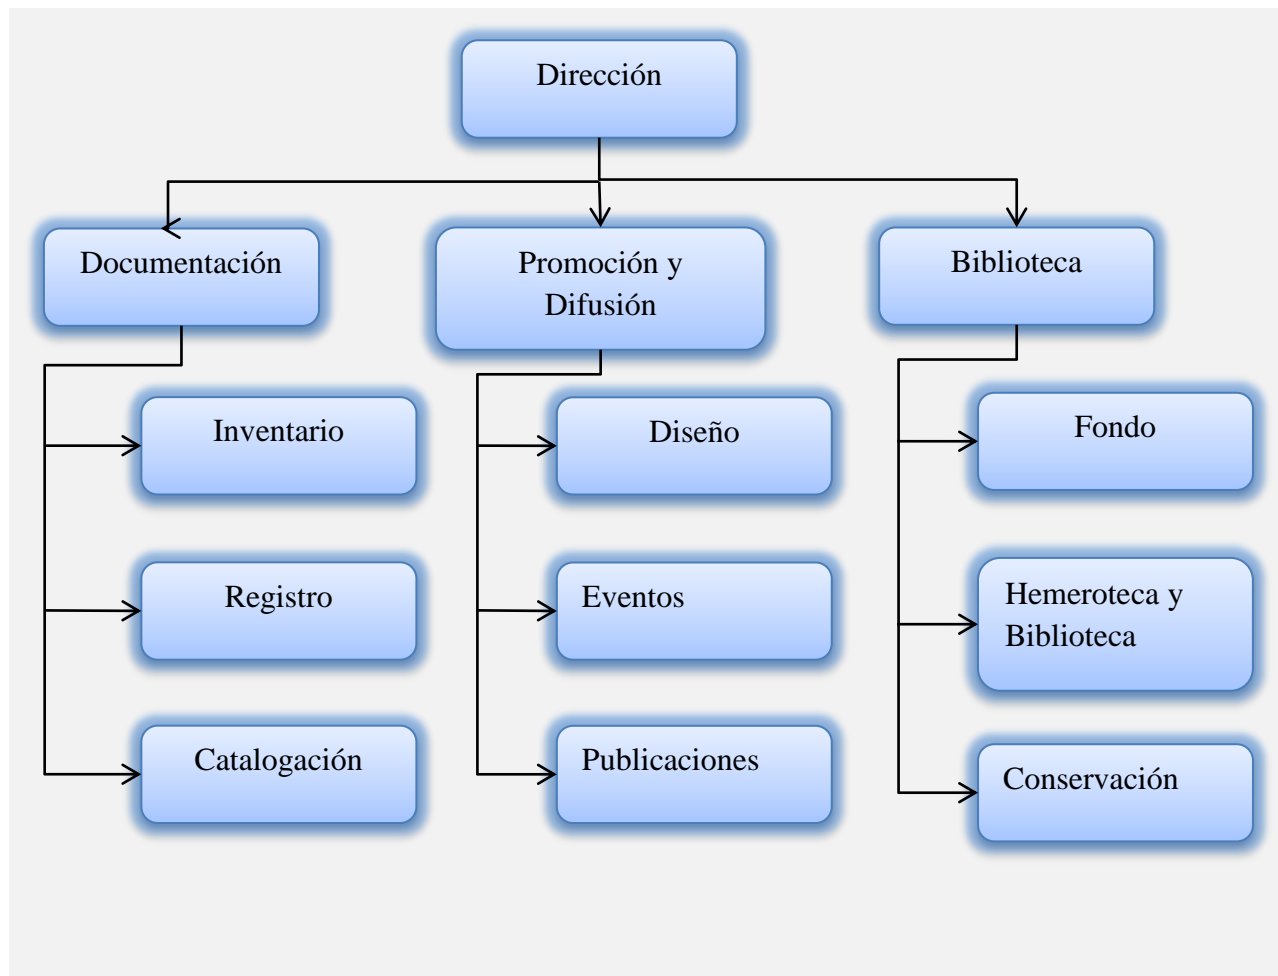 Dirección
Documentación
Promoción y
Difusión
Biblioteca
Inventario
Diseño
Fondo
Registro
Eventos
Hemeroteca y
Biblioteca
Catalogación
Publicaciones
Conservación